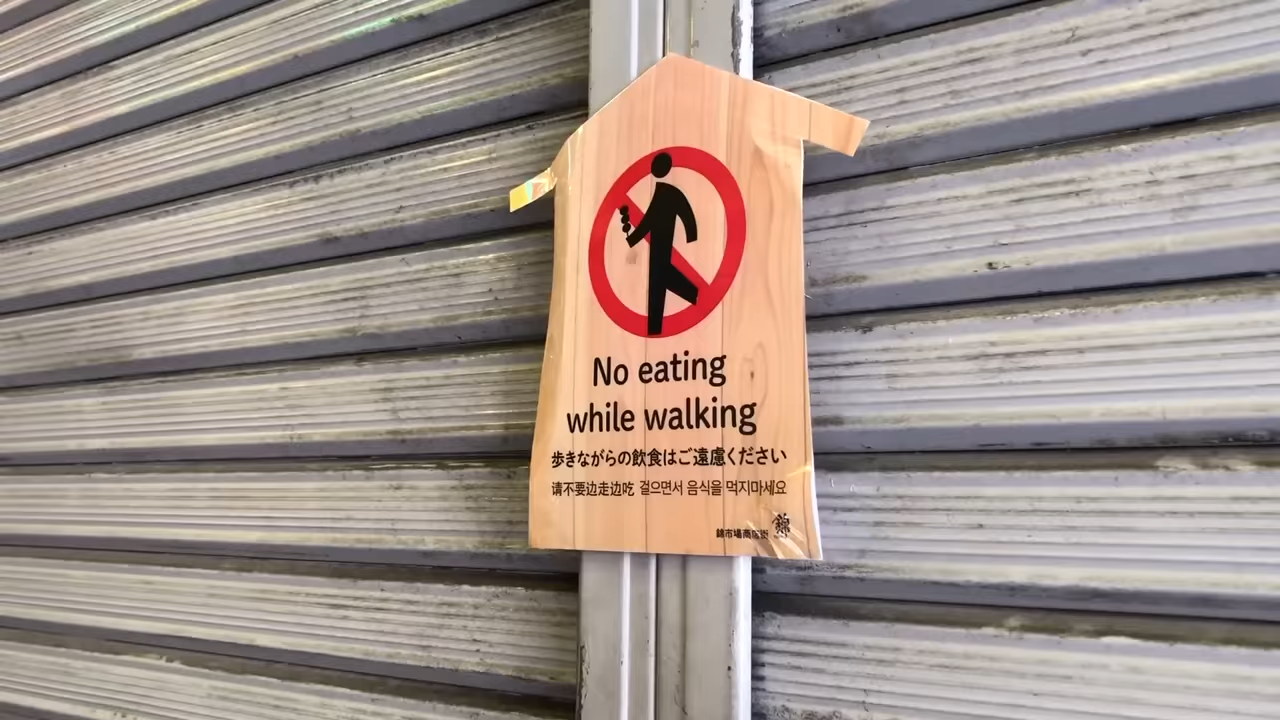 No eating
while walking
歩きながらの飲食はご遠慮ください
请不要边走边吃 걸으면서 음식을 먹지마세요
錦市場商店街 錦